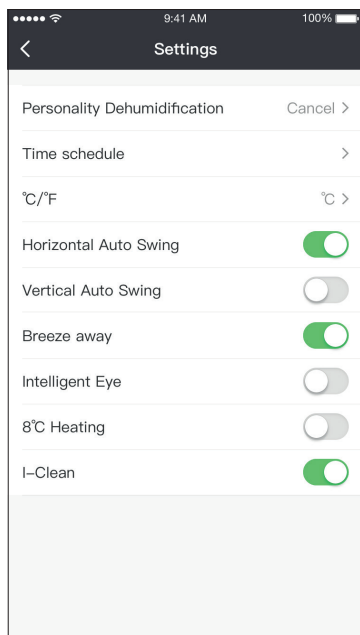 9:41 AM 100%
Settings
Personality Dehumidification Cancel >
Time schedule >
℃/℉ ℃ >
Horizontal Auto Swing
Vertical Auto Swing
Breeze away
Intelligent Eye
8℃ Heating
I-Clean